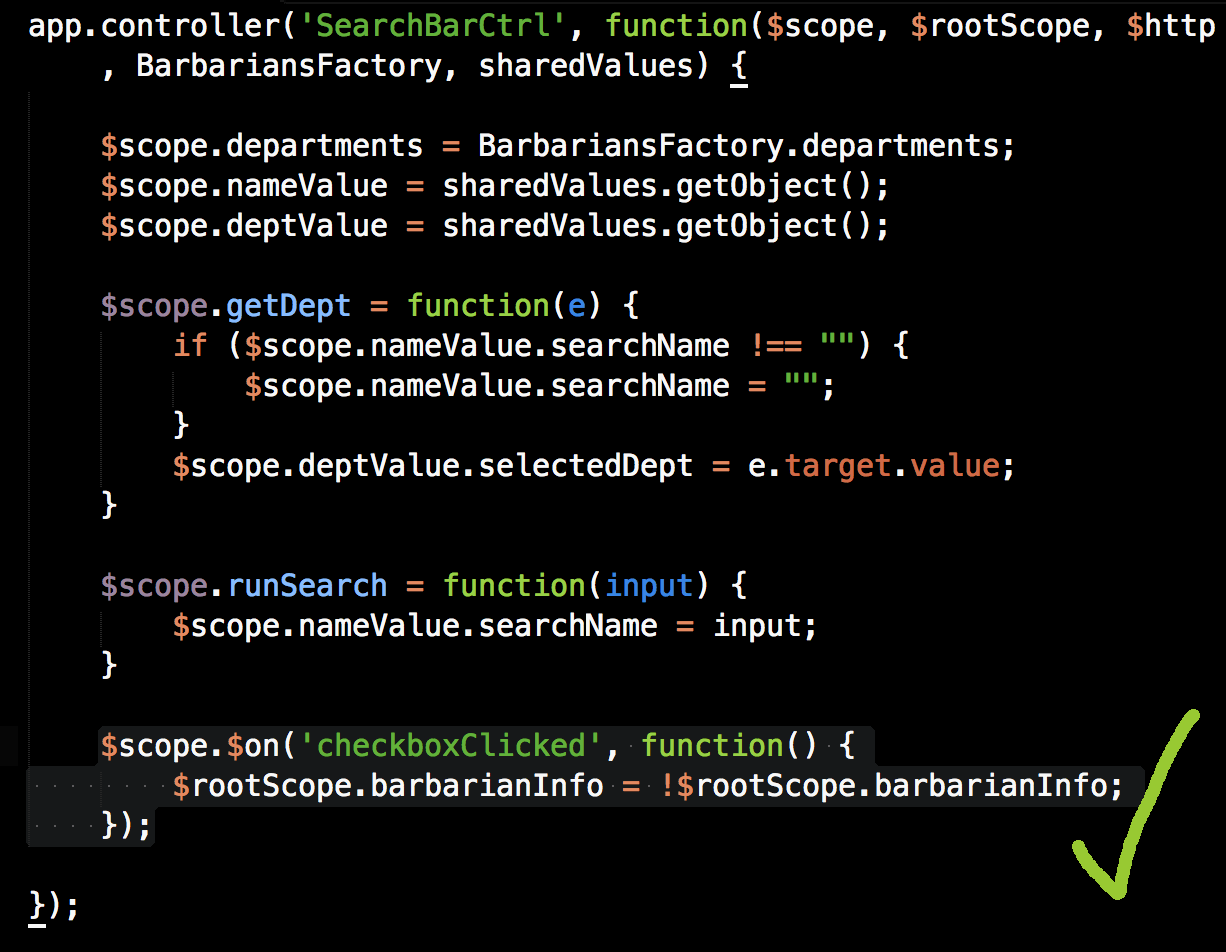 app.controller('SearchBarCtrl', function($scope, $rootScope, $http
, BarbariansFactory, sharedValues) {
$scope.departments = BarbariansFactory.departments;
$scope.nameValue = sharedValues.getObject();
$scope.deptValue = sharedValues.getObject();
$scope.getDept = function(e) {
if ($scope.nameValue.searchName !== "") {
$scope.nameValue.searchName = "";
}
$scope.deptValue.selectedDept = e.target.value;
}
$scope.runSearch = function(input) {
$scope.nameValue.searchName = input;
}
$scope.$on('checkboxClicked', function() {
$rootScope.barbarianInfo = !$rootScope.barbarianInfo;
});
});